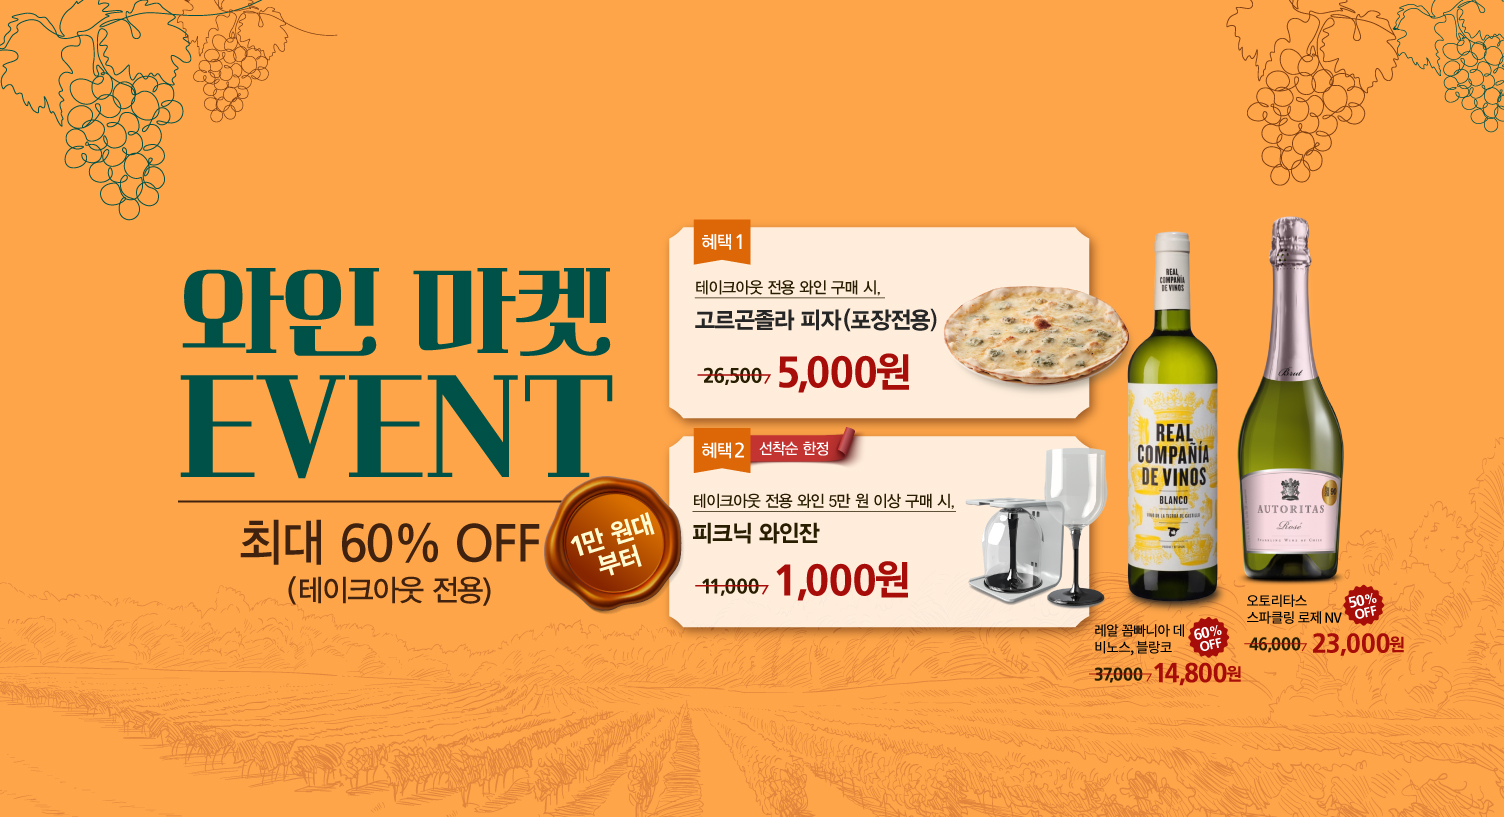 와인 마켓
EVENT
최대 60% OFF
(테이크아웃 전용)
1만 원대
부터
혜택 1
테이크아웃 전용 와인 구매 시,
고르곤졸라 피자(포장전용)
26,500 5,000원
혜택 2 선착순 한정
테이크아웃 전용 와인 5만 원 이상 구매 시,
피크닉 와인잔
11,000 1,000원
REAL
COMPAÑÍA
DE VINOS
REAL
COMPAÑÍA
DE VINOS
BLANCO
Brut
AUTORITAS
Rosé
레알 꼼빠니아 데
비노스, 블랑코
60%
OFF
37,000 14,800원
오토리타스
스파클링 로제 NV
50%
OFF
46,000 23,000원